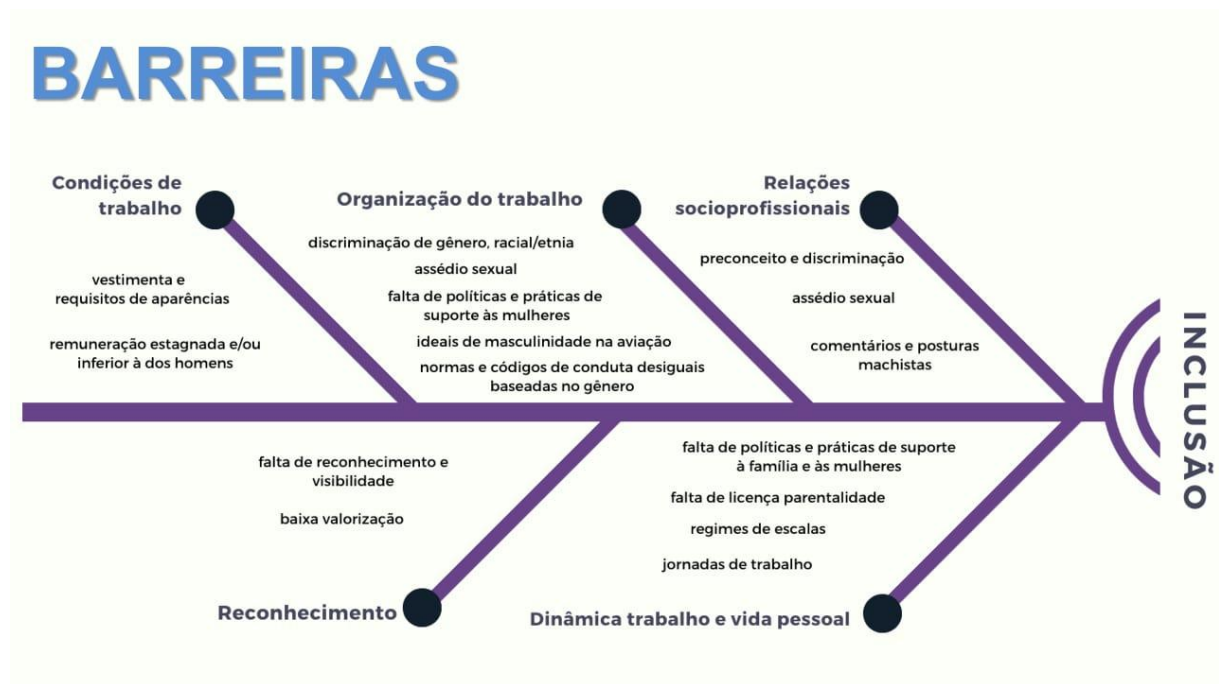 BARREIRAS
Condições de
trabalho
vestimenta e
requisitos de aparências
remuneração estagnada e/ou
inferior à dos homens
Organização do trabalho
discriminação de gênero, racial/etnia
assédio sexual
falta de políticas e práticas de
suporte às mulheres
ideais de masculinidade na aviação
normas e códigos de conduta desiguais
baseadas no gênero
Relações
socioprofissionais
preconceito e discriminação
assédio sexual
comentários e posturas
machistas
INCLUSÃO
falta de reconhecimento e
visibilidade
baixa valorização
Reconhecimento
falta de políticas e práticas de suporte
à família e às mulheres
falta de licença parentalidade
regimes de escalas
jornadas de trabalho
Dinâmica trabalho e vida pessoal